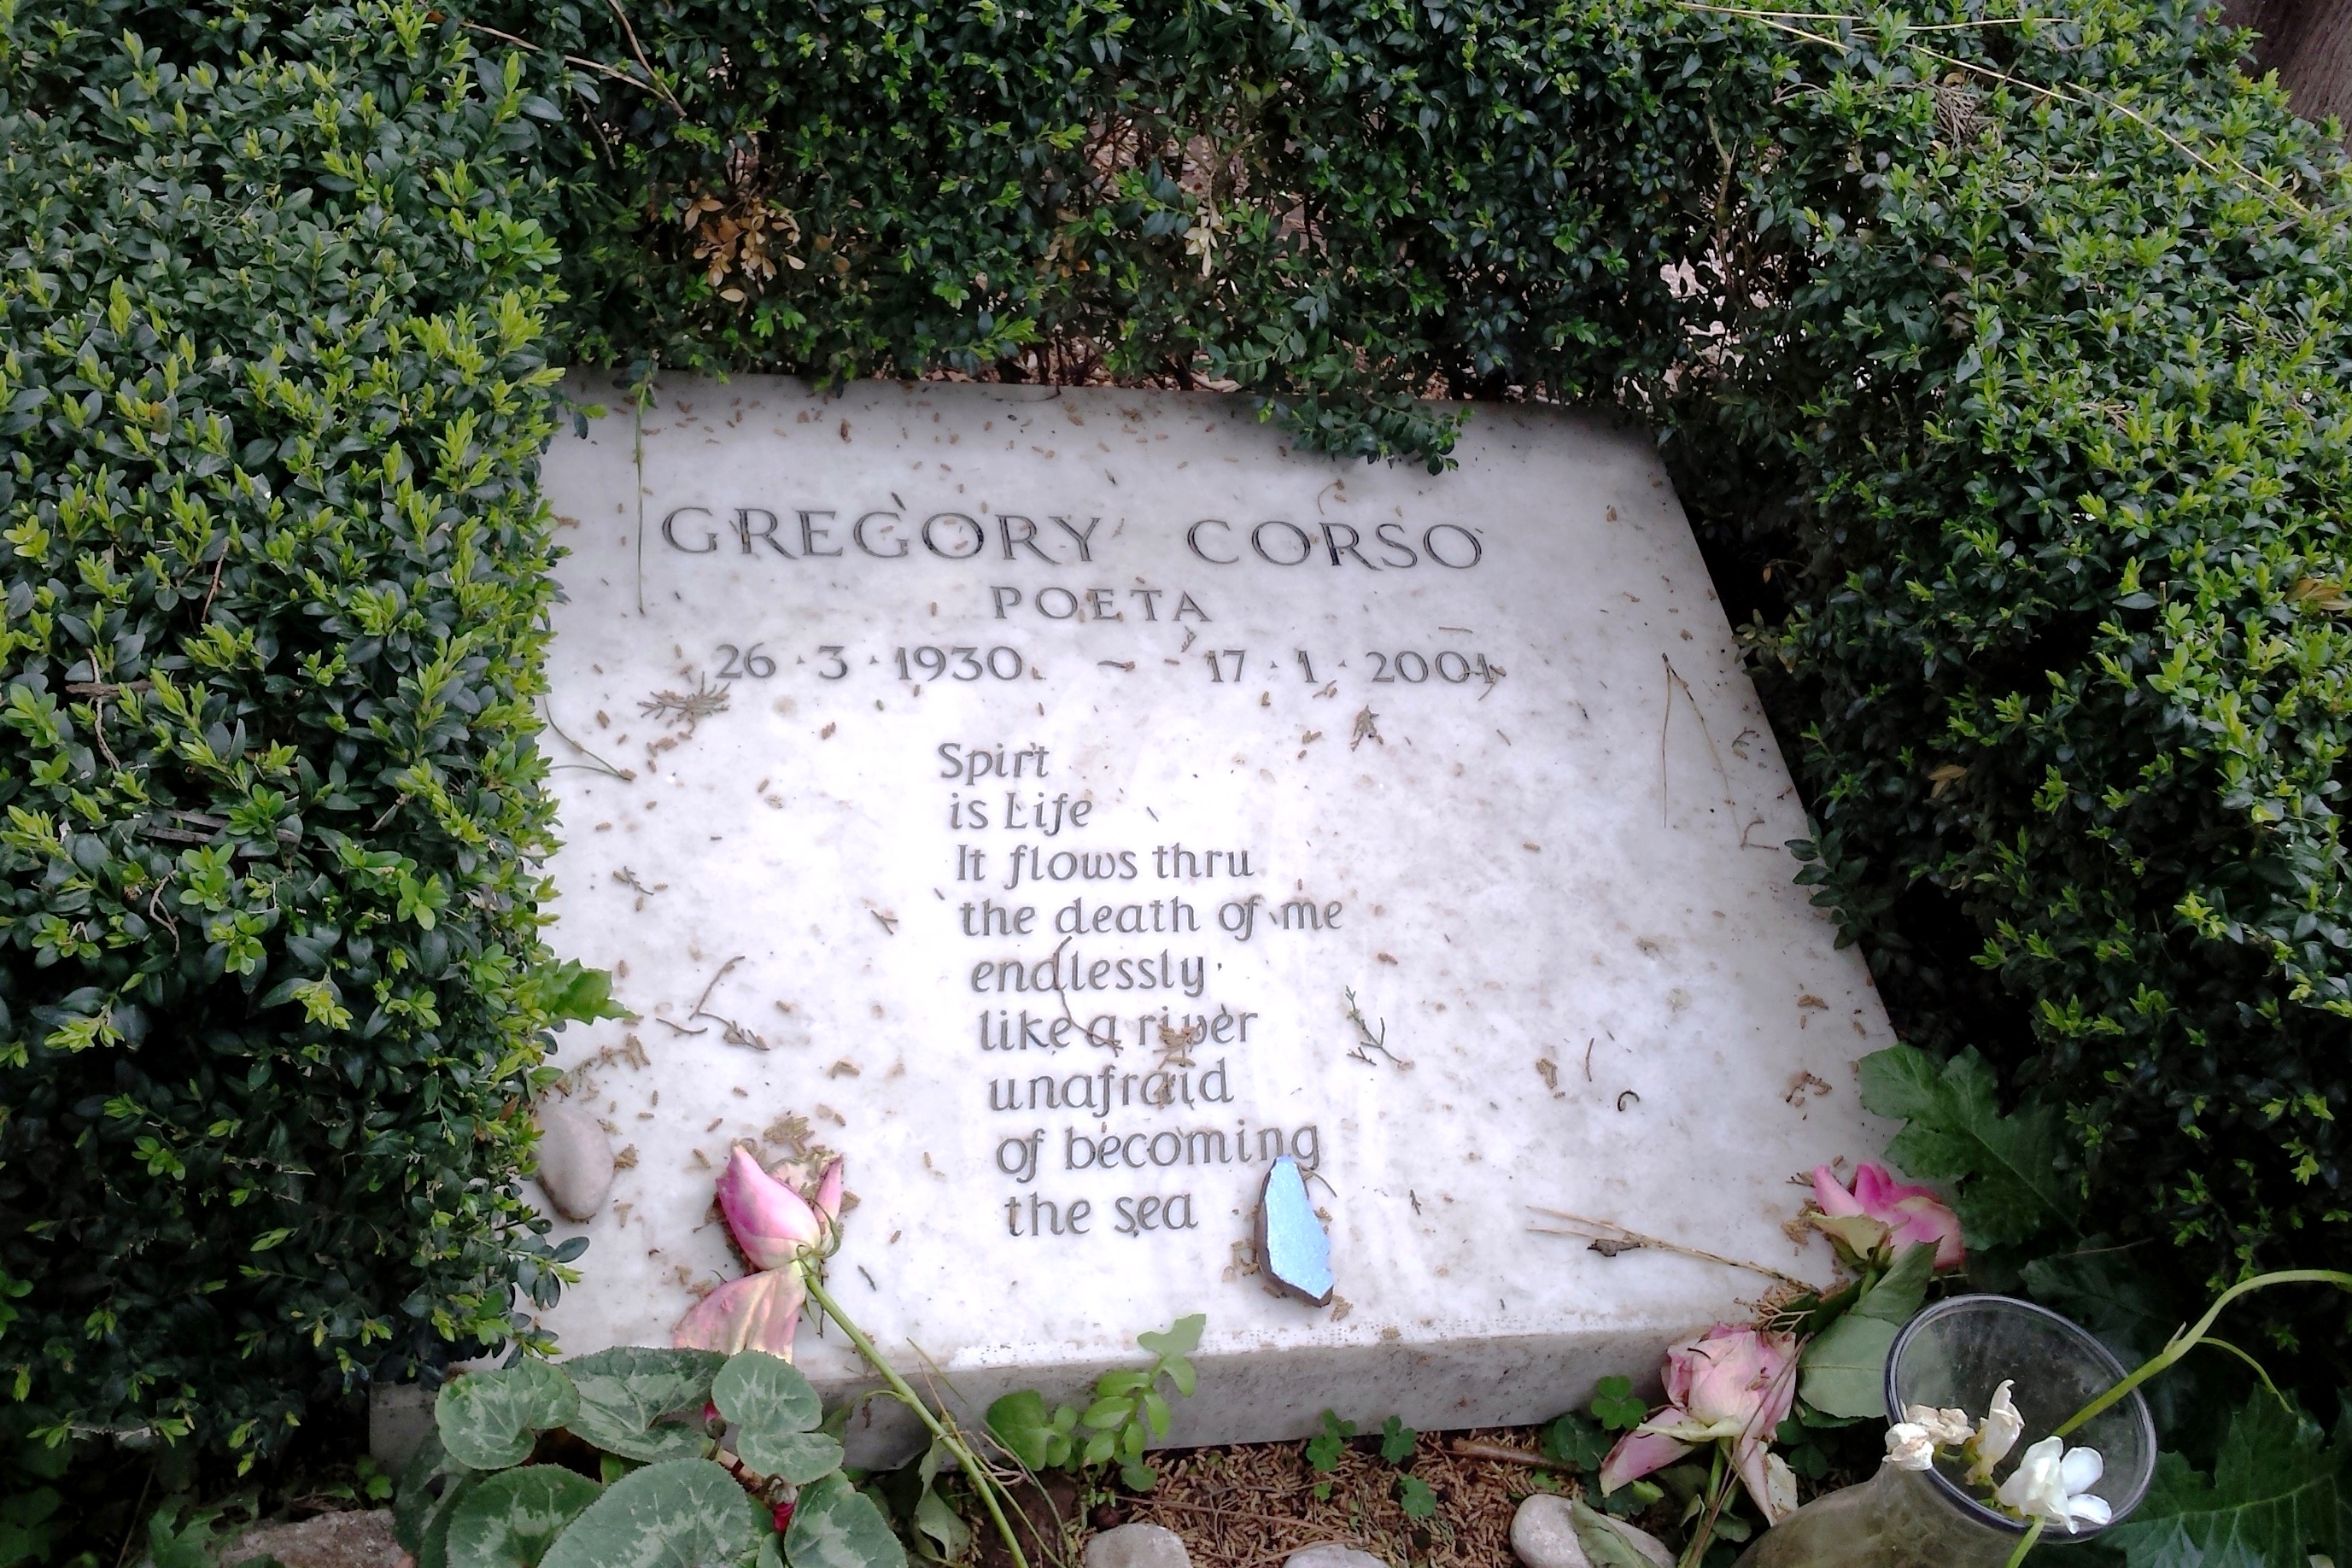 GREGORY CORSO
POETA
26·3·1930 ~ 17·1·2001
Spirt
is Life
It flows thru
the death of me
endlessly
like a river
unafraid
of becoming
the sea